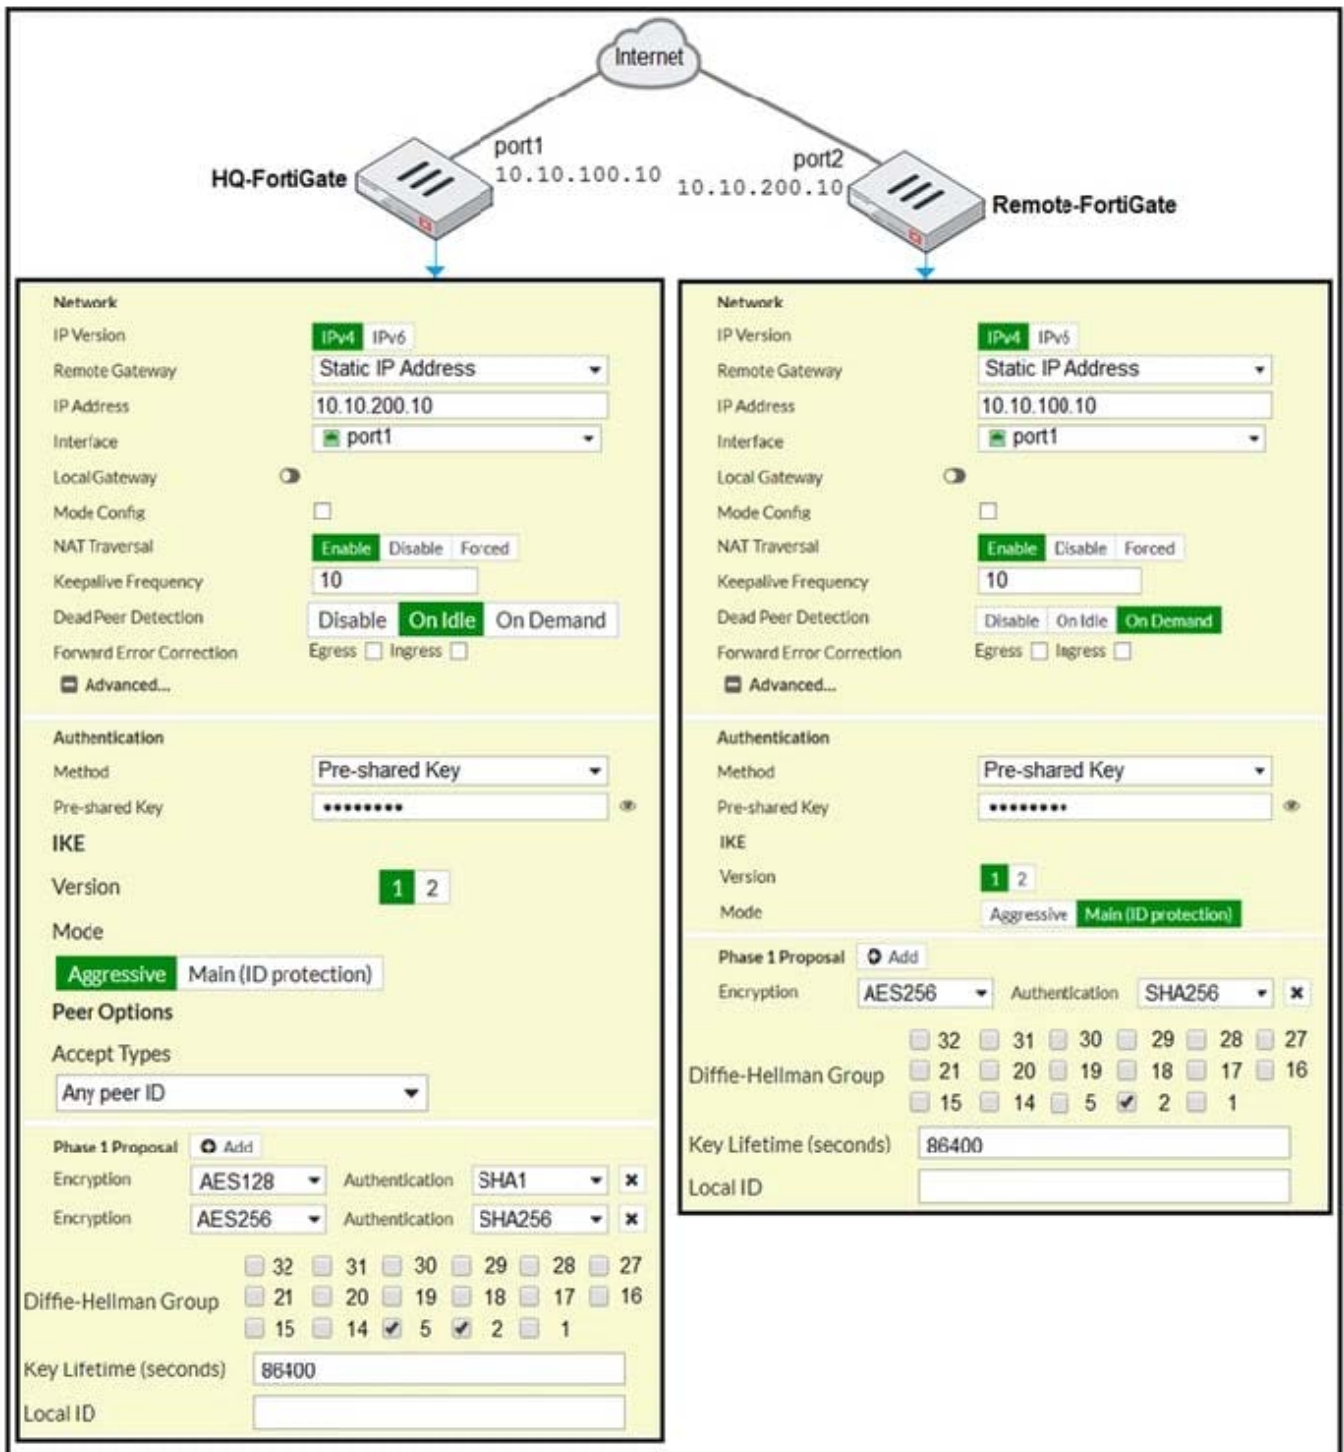 Internet
port1
10.10.100.10
HQ-FortiGate
port2
10.10.200.10
Remote-FortiGate
Network
IP Version IPv4 IPv6
Remote Gateway Static IP Address
IP Address 10.10.200.10
Interface port1
Local Gateway
Mode Config
NAT Traversal Enable Disable Forced
Keepalive Frequency 10
Dead Peer Detection Disable On Idle On Demand
Forward Error Correction Egress Ingress
Advanced...
Authentication
Method Pre-shared Key
Pre-shared Key ••••••••
IKE
Version 1 2
Mode
Aggressive Main (ID protection)
Peer Options
Accept Types
Any peer ID
Phase 1 Proposal Add
Encryption AES128 Authentication SHA1
Encryption AES256 Authentication SHA256
32 31 30 29 28 27
Diffie-Hellman Group 21 20 19 18 17 16
15 14 5 2 1
Key Lifetime (seconds) 86400
Local ID
Network
IP Version IPv4 IPv6
Remote Gateway Static IP Address
IP Address 10.10.100.10
Interface port1
Local Gateway
Mode Config
NAT Traversal Enable Disable Forced
Keepalive Frequency 10
Dead Peer Detection Disable On Idle On Demand
Forward Error Correction Egress Ingress
Advanced...
Authentication
Method Pre-shared Key
Pre-shared Key ••••••••
IKE
Version 1 2
Mode Aggressive Main (ID protection)
Phase 1 Proposal Add
Encryption AES256 Authentication SHA256
32 31 30 29 28 27
Diffie-Hellman Group 21 20 19 18 17 16
15 14 5 2 1
Key Lifetime (seconds) 86400
Local ID